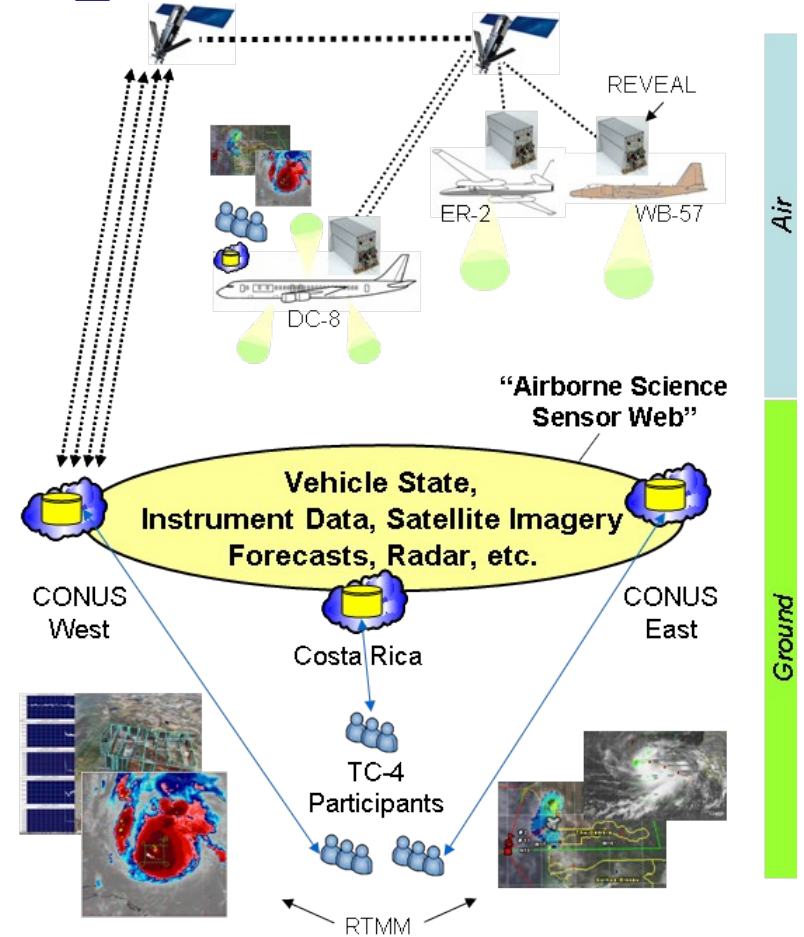 REVEAL
ER-2
WB-57
DC-8
Air
“Airborne Science
Sensor Web”
Vehicle State,
Instrument Data, Satellite Imagery
Forecasts, Radar, etc.
CONUS
West
CONUS
East
Costa Rica
Ground
TC-4
Participants
RTMM